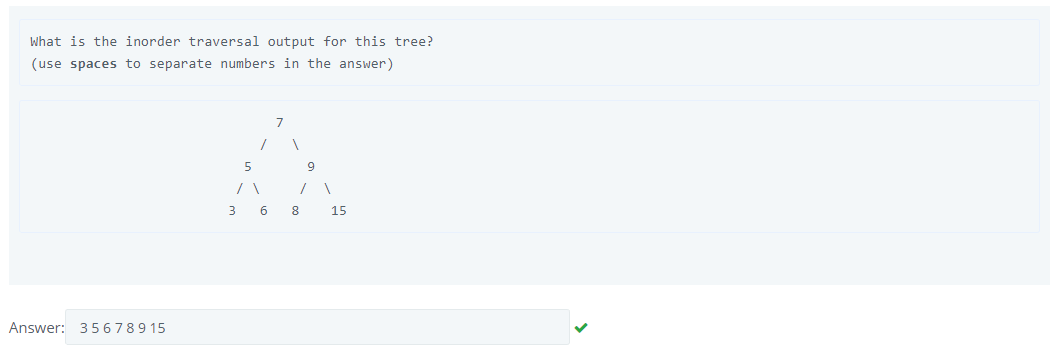 What is the inorder traversal output for this tree?
(use spaces to separate numbers in the answer)
7
/ \
5 9
/ \ / \
3 6 8 15
Answer: 3 5 6 7 8 9 15